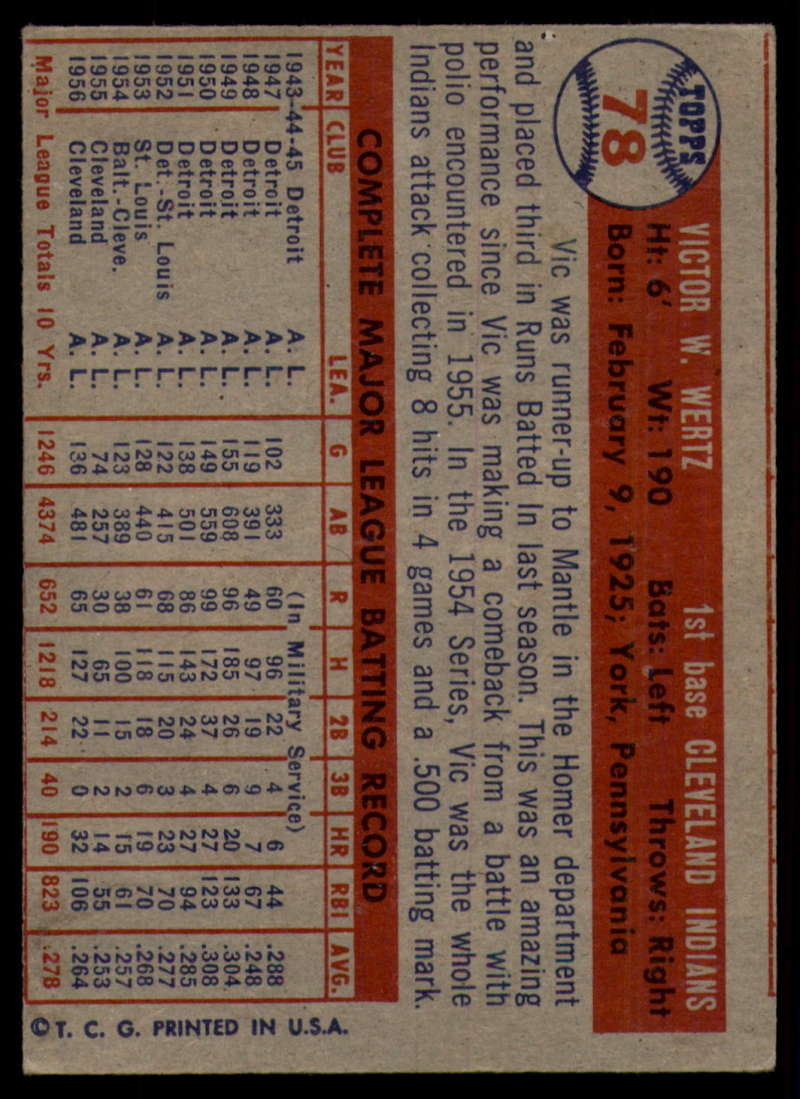 TOPPS
78
VICTOR W. WERTZ 1st base CLEVELAND INDIANS
Ht: 6' Wt: 190 Bats: Left Throws: Right
Born: February 9, 1925; York, Pennsylvania
Vic was runner-up to Mantle in the Homer department
and placed third in Runs Batted In last season. This was an amazing
performance since Vic was making a comeback from a battle with
polio encountered in 1955. In the 1954 Series, Vic was the whole
Indians attack collecting 8 hits in 4 games and a .500 batting mark.
COMPLETE MAJOR LEAGUE BATTING RECORD
YEAR CLUB LEA. G AB R H 2B 3B HR RBI AVG.
1943-44-45 Detroit A. L. (In Military Service)
1947 Detroit A. L. 102 333 60 96 22 4 6 44 .288
1948 Detroit A. L. 119 391 49 97 19 9 7 67 .248
1949 Detroit A. L. 155 608 96 185 26 6 20 133 .304
1950 Detroit A. L. 149 559 99 172 37 4 27 123 .308
1951 Detroit A. L. 138 501 86 143 24 4 27 94 .285
1952 Det.-St. Louis A. L. 122 415 68 115 20 3 23 70 .277
1953 St. Louis A. L. 128 440 61 118 18 6 19 70 .268
1954 Balt.-Cleve. A. L. 123 389 38 100 15 2 15 61 .257
1955 Cleveland A. L. 74 257 30 65 11 2 14 55 .253
1956 Cleveland A. L. 136 481 65 127 22 0 32 106 .264
Major League Totals 10 Yrs. 1246 4374 652 1218 214 40 190 823 .278
© T. C. G. PRINTED IN U.S.A.